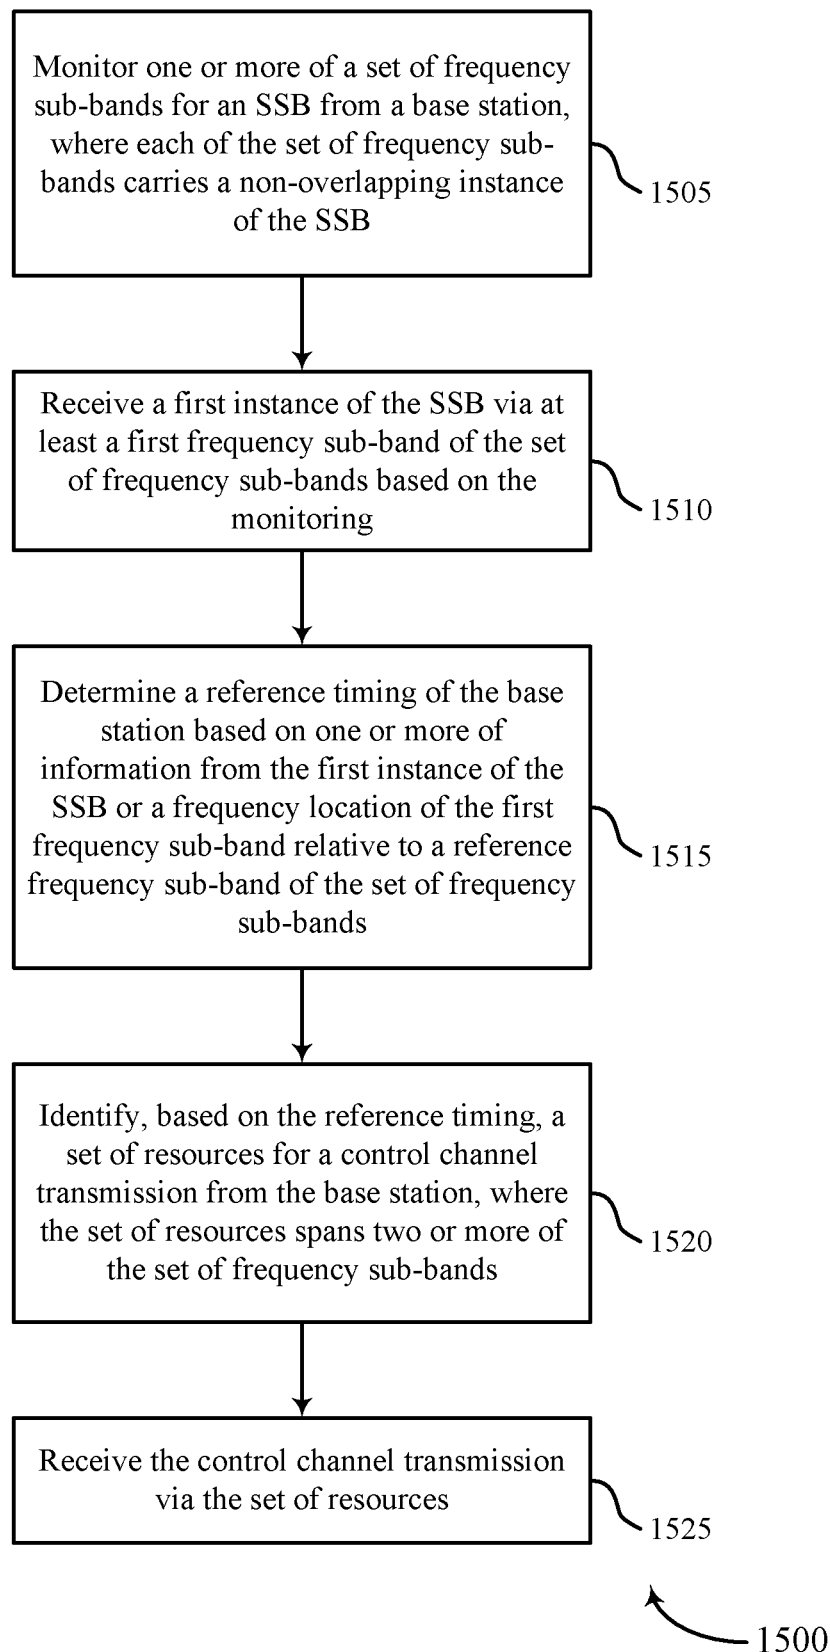 Monitor one or more of a set of frequency
sub-bands for an SSB from a base station,
where each of the set of frequency sub-
bands carries a non-overlapping instance
of the SSB
1505
Receive a first instance of the SSB via at
least a first frequency sub-band of the set
of frequency sub-bands based on the
monitoring
1510
Determine a reference timing of the base
station based on one or more of
information from the first instance of the
SSB or a frequency location of the first
frequency sub-band relative to a reference
frequency sub-band of the set of frequency
sub-bands
1515
Identify, based on the reference timing, a
set of resources for a control channel
transmission from the base station, where
the set of resources spans two or more of
the set of frequency sub-bands
1520
Receive the control channel transmission
via the set of resources
1525
1500